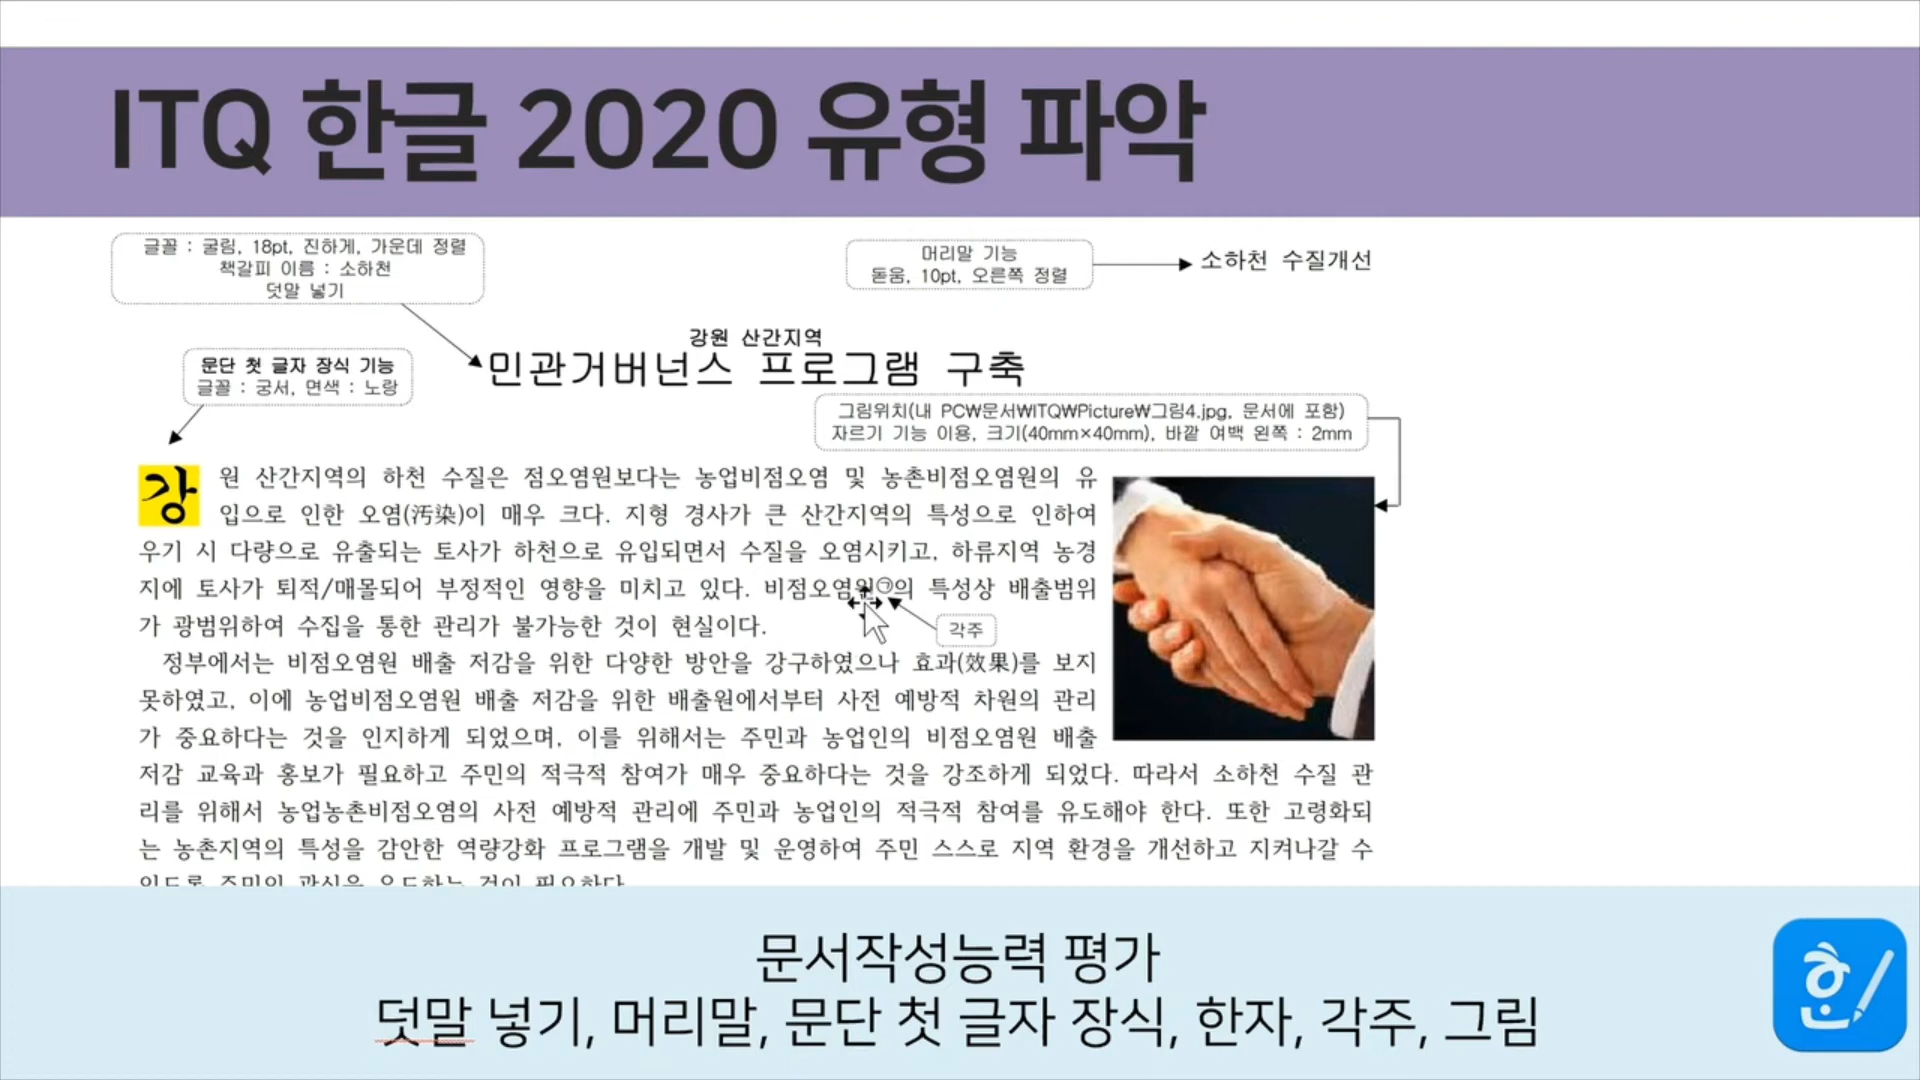 ITQ 한글 2020 유형 파악
글꼴 : 굴림, 18pt, 진하게, 가운데 정렬
책갈피 이름 : 소하천
덧말 넣기
머리말 기능
돋움, 10pt, 오른쪽 정렬
소하천 수질개선
강원 산간지역
민관거버넌스 프로그램 구축
문단 첫 글자 장식 기능
글꼴 : 궁서, 면색 : 노랑
그림위치(내 PC₩문서₩ITQ₩Picture₩그림4.jpg, 문서에 포함)
자르기 기능 이용, 크기(40mm×40mm), 바깥 여백 왼쪽 : 2mm
강원 산간지역의 하천 수질은 점오염원보다는 농업비점오염 및 농촌비점오염원의 유
입으로 인한 오염(汚染)이 매우 크다. 지형 경사가 큰 산간지역의 특성으로 인하여
우기 시 다량으로 유출되는 토사가 하천으로 유입되면서 수질을 오염시키고, 하류지역 농경
지에 토사가 퇴적/매몰되어 부정적인 영향을 미치고 있다. 비점오염원㉠의 특성상 배출범위
가 광범위하여 수집을 통한 관리가 불가능한 것이 현실이다.
각주
정부에서는 비점오염원 배출 저감을 위한 다양한 방안을 강구하였으나 효과(效果)를 보지
못하였고, 이에 농업비점오염원 배출 저감을 위한 배출원에서부터 사전 예방적 차원의 관리
가 중요하다는 것을 인지하게 되었으며, 이를 위해서는 주민과 농업인의 비점오염원 배출
저감 교육과 홍보가 필요하고 주민의 적극적 참여가 매우 중요하다는 것을 강조하게 되었다. 따라서 소하천 수질 관
리를 위해서 농업농촌비점오염의 사전 예방적 관리에 주민과 농업인의 적극적 참여를 유도해야 한다. 또한 고령화되
는 농촌지역의 특성을 감안한 역량강화 프로그램을 개발 및 운영하여 주민 스스로 지역 환경을 개선하고 지켜나갈 수
있도록 주민의 관심을 유도하는 것이 필요하다.
문서작성능력 평가
덧말 넣기, 머리말, 문단 첫 글자 장식, 한자, 각주, 그림
한